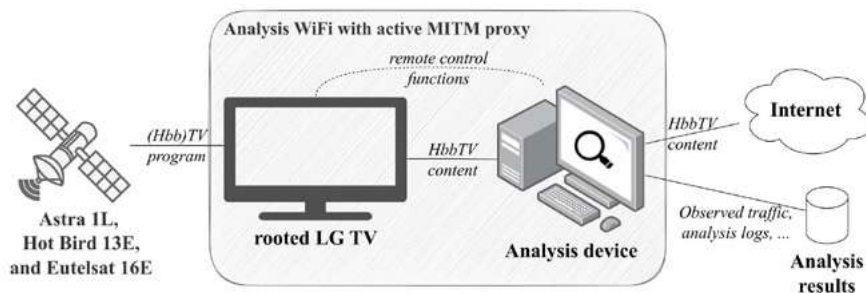 Analysis WiFi with active MITM proxy
remote control
functions
(Hbb)TV
program
HbbTV
content
HbbTV
content
Internet
Astra 1L,
Hot Bird 13E,
and Eutelsat 16E
rooted LG TV
Analysis device
Observed traffic,
analysis logs, ...
Analysis
results